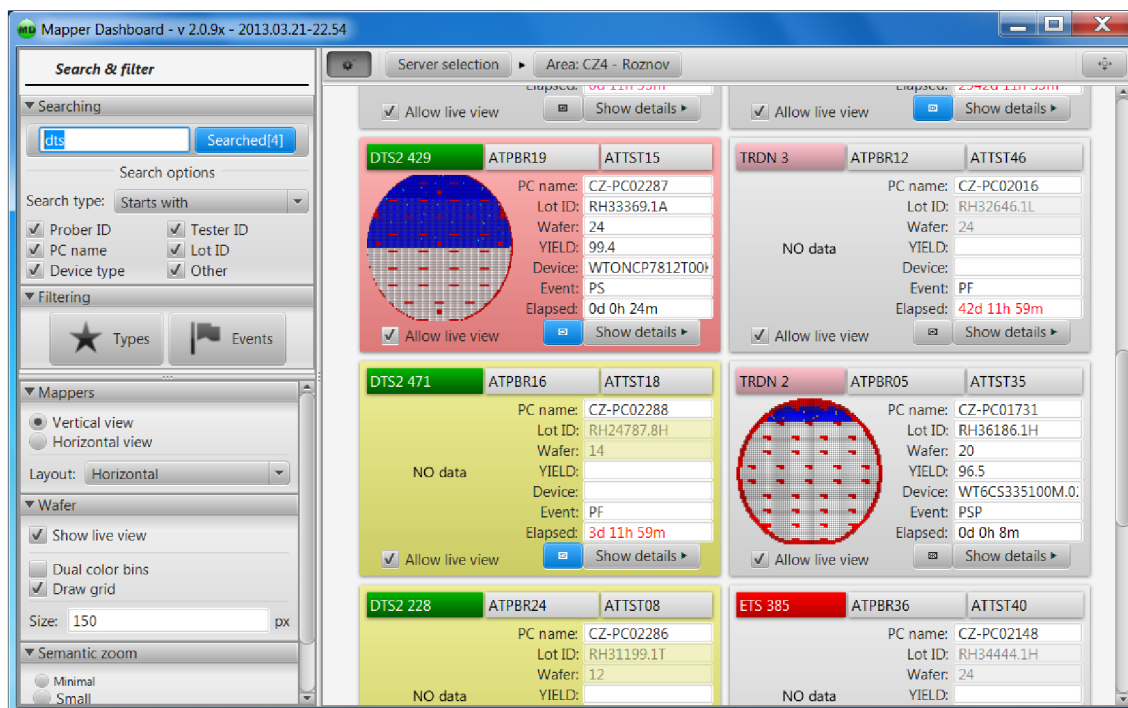 MD Mapper Dashboard - v 2.0.9x - 2013.03.21-22.54
Search & filter
Searching
dts Searched[4]
Search options
Search type: Starts with
Prober ID Tester ID
PC name Lot ID
Device type Other
Filtering
Types Events
Mappers
Vertical view
Horizontal view
Layout: Horizontal
Wafer
Show live view
Dual color bins
Draw grid
Size: 150 px
Semantic zoom
Minimal
Small
Server selection Area: CZ4 - Roznov
Allow live view Show details
Allow live view Show details
DTS2 429 ATPBR19 ATTST15
PC name: CZ-PC02287
Lot ID: RH33369.1A
Wafer: 24
YIELD: 99.4
Device: WTONCP7812T00
Event: PS
Elapsed: 0d 0h 24m
Allow live view Show details
TRDN 3 ATPBR12 ATTST46
PC name: CZ-PC02016
Lot ID: RH32646.1L
Wafer: 24
NO data
YIELD:
Device:
Event: PF
Elapsed: 42d 11h 59m
Allow live view Show details
DTS2 471 ATPBR16 ATTST18
PC name: CZ-PC02288
Lot ID: RH24787.8H
Wafer: 14
NO data
YIELD:
Device:
Event: PF
Elapsed: 3d 11h 59m
Allow live view Show details
TRDN 2 ATPBR05 ATTST35
PC name: CZ-PC01731
Lot ID: RH36186.1H
Wafer: 20
YIELD: 96.5
Device: WT6CS335100M.0
Event: PSP
Elapsed: 0d 0h 8m
Allow live view Show details
DTS2 228 ATPBR24 ATTST08
PC name: CZ-PC02286
Lot ID: RH31199.1T
Wafer: 12
NO data YIELD:
ETS 385 ATPBR36 ATTST40
PC name: CZ-PC02148
Lot ID: RH34444.1H
Wafer: 24
NO data YIELD: